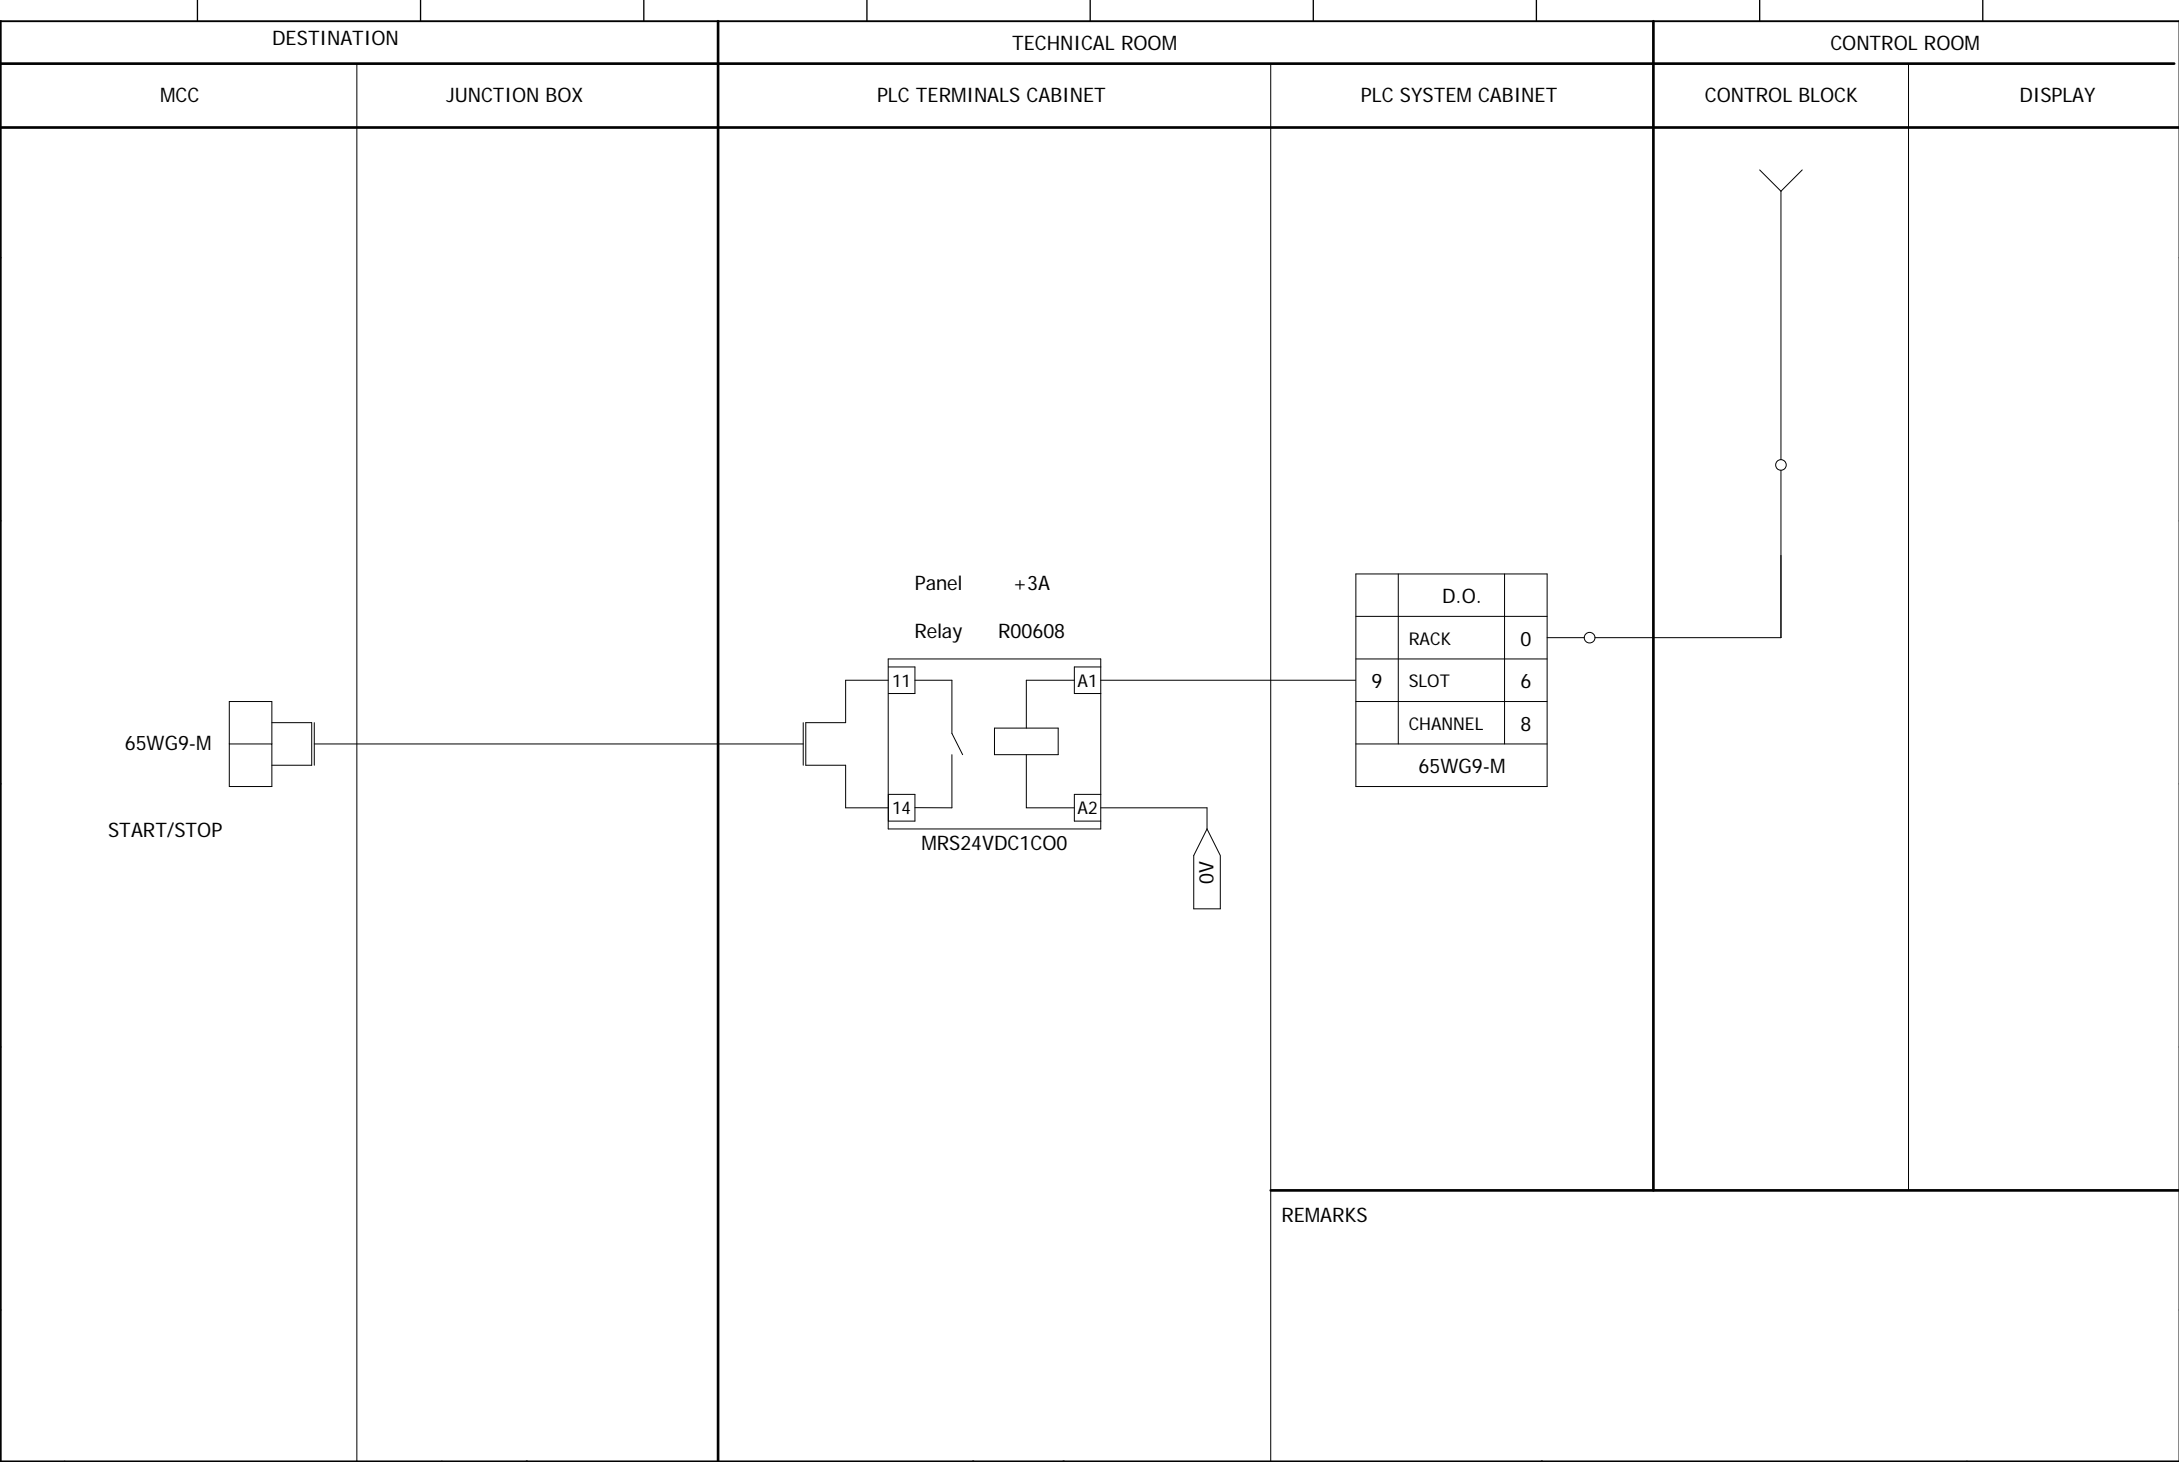 DESTINATION
TECHNICAL ROOM
CONTROL ROOM
MCC
JUNCTION BOX
PLC TERMINALS CABINET
PLC SYSTEM CABINET
CONTROL BLOCK
DISPLAY
Panel +3A
Relay R00608
11
A1
14
A2
MRS24VDC1CO0
0V
65WG9-M
START/STOP
D.O.
RACK 0
9 SLOT 6
CHANNEL 8
65WG9-M
REMARKS